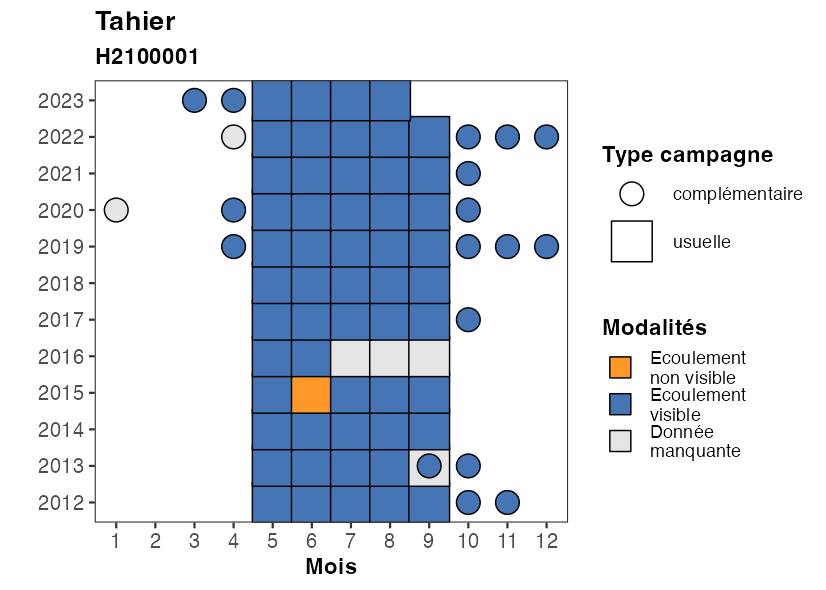 Tahier
H2100001
2023
2022
2021
2020
2019
2018
2017
2016
2015
2014
2013
2012
1 2 3 4 5 6 7 8 9 10 11 12
Mois
Type campagne
complémentaire
usuelle
Modalités
Ecoulement
non visible
Ecoulement
visible
Donnée
manquante